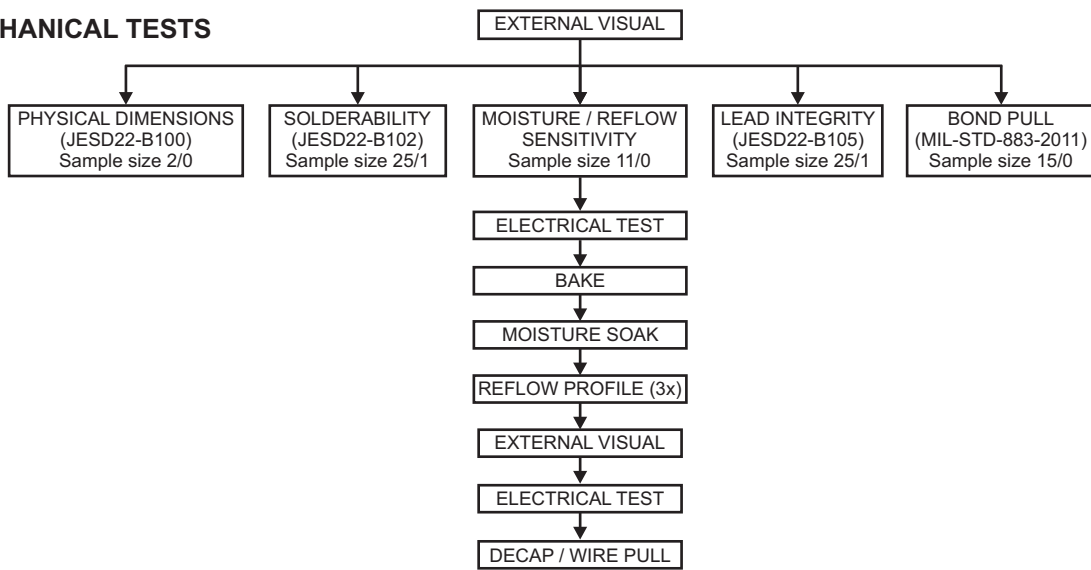 HANICAL TESTS
EXTERNAL VISUAL
PHYSICAL DIMENSIONS
(JESD22-B100)
Sample size 2/0
SOLDERABILITY
(JESD22-B102)
Sample size 25/1
MOISTURE / REFLOW
SENSITIVITY
Sample size 11/0
LEAD INTEGRITY
(JESD22-B105)
Sample size 25/1
BOND PULL
(MIL-STD-883-2011)
Sample size 15/0
ELECTRICAL TEST
BAKE
MOISTURE SOAK
REFLOW PROFILE (3x)
EXTERNAL VISUAL
ELECTRICAL TEST
DECAP / WIRE PULL